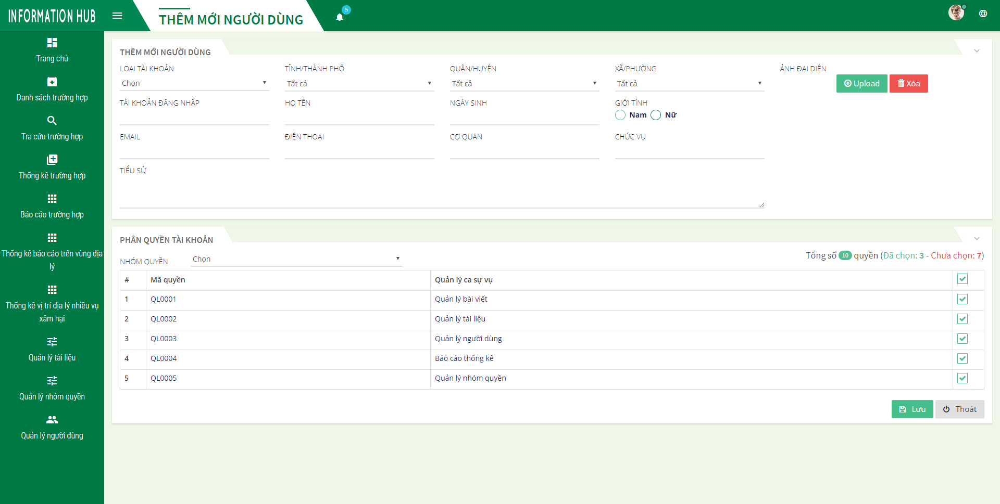 INFORMATION HUB
THÊM MỚI NGƯỜI DÙNG
5
Trang chủ
Danh sách trường hợp
Tra cứu trường hợp
Thống kê trường hợp
Báo cáo trường hợp
Thống kê báo cáo trên vùng địa
lý
Thống kê vị trí địa lý nhiều vụ
xâm hại
Quản lý tài liệu
Quản lý nhóm quyền
Quản lý người dùng
THÊM MỚI NGƯỜI DÙNG
LOẠI TÀI KHOẢN TỈNH/THÀNH PHỐ QUẬN/HUYỆN XÃ/PHƯỜNG ẢNH ĐẠI DIỆN
Chọn Tất cả Tất cả Tất cả Upload Xóa
TÀI KHOẢN ĐĂNG NHẬP HỌ TÊN NGÀY SINH GIỚI TÍNH
Nam Nữ
EMAIL ĐIỆN THOẠI CƠ QUAN CHỨC VỤ
TIỂU SỬ
PHÂN QUYỀN TÀI KHOẢN
NHÓM QUYỀN Chọn Tổng số 10 quyền (Đã chọn: 3 - Chưa chọn: 7)
# Mã quyền Quản lý ca sự vụ
1 QL0001 Quản lý bài viết
2 QL0002 Quản lý tài liệu
3 QL0003 Quản lý người dùng
4 QL0004 Báo cáo thống kê
5 QL0005 Quản lý nhóm quyền
Lưu Thoát